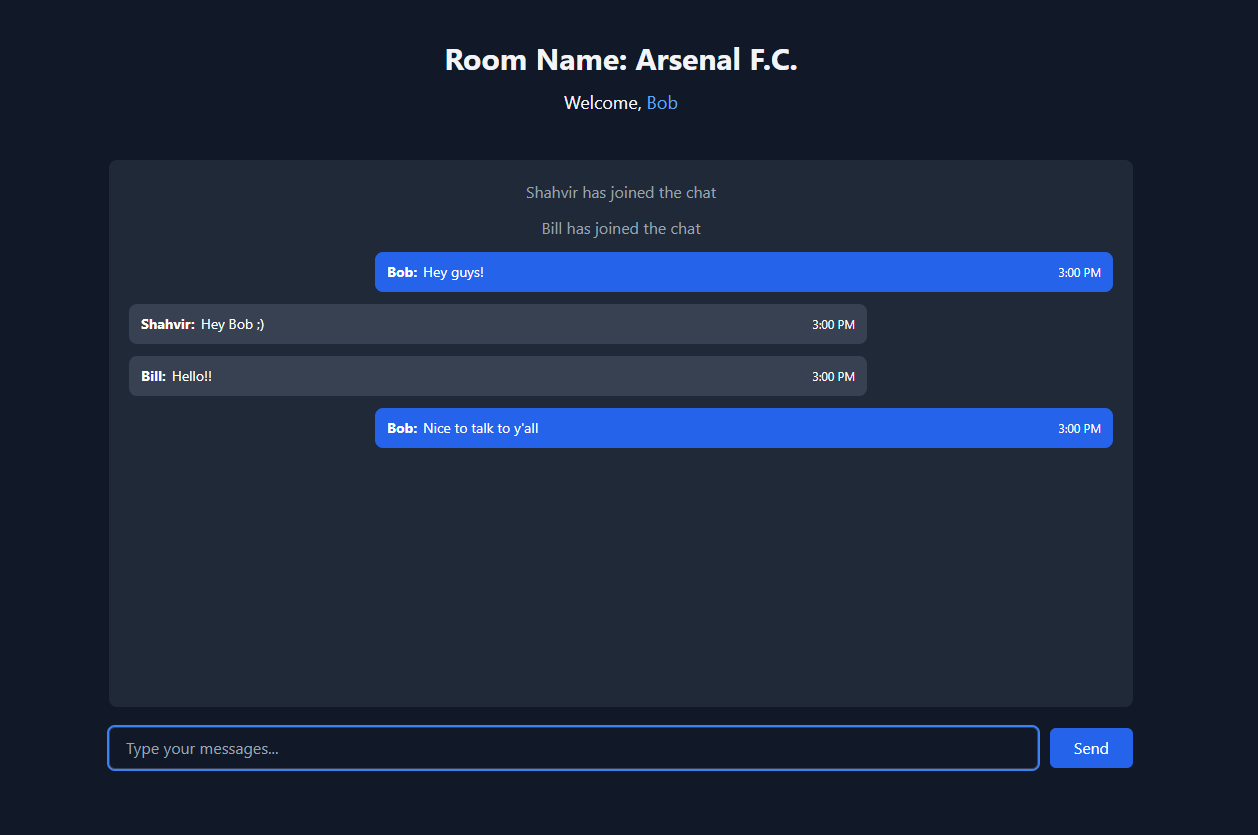 Room Name: Arsenal F.C.
Welcome, Bob
Shahvir has joined the chat
Bill has joined the chat
Bob: Hey guys! 3:00 PM
Shahvir: Hey Bob ;) 3:00 PM
Bill: Hello!! 3:00 PM
Bob: Nice to talk to y'all 3:00 PM
Type your messages... Send